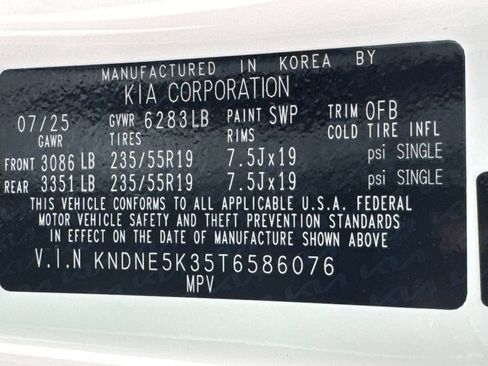 MANUFACTURED IN KOREA BY
KIA CORPORATION
07/25 GVWR 6283LB PAINT SWP TRIM OFB
GAWR TIRES RIMS COLD TIRE INFL
FRONT 3086 LB 235/55R19 7.5Jx19 psi SINGLE
REAR 3351 LB 235/55R19 7.5Jx19 psi SINGLE
THIS VEHICLE CONFORMS TO ALL APPLICABLE U.S.A. FEDERAL
MOTOR VEHICLE SAFETY AND THEFT PREVENTION STANDARDS
IN EFFECT ON THE DATE OF MANUFACTURE SHOWN ABOVE
V.I.N KNDNE5K35T6586076
MPV